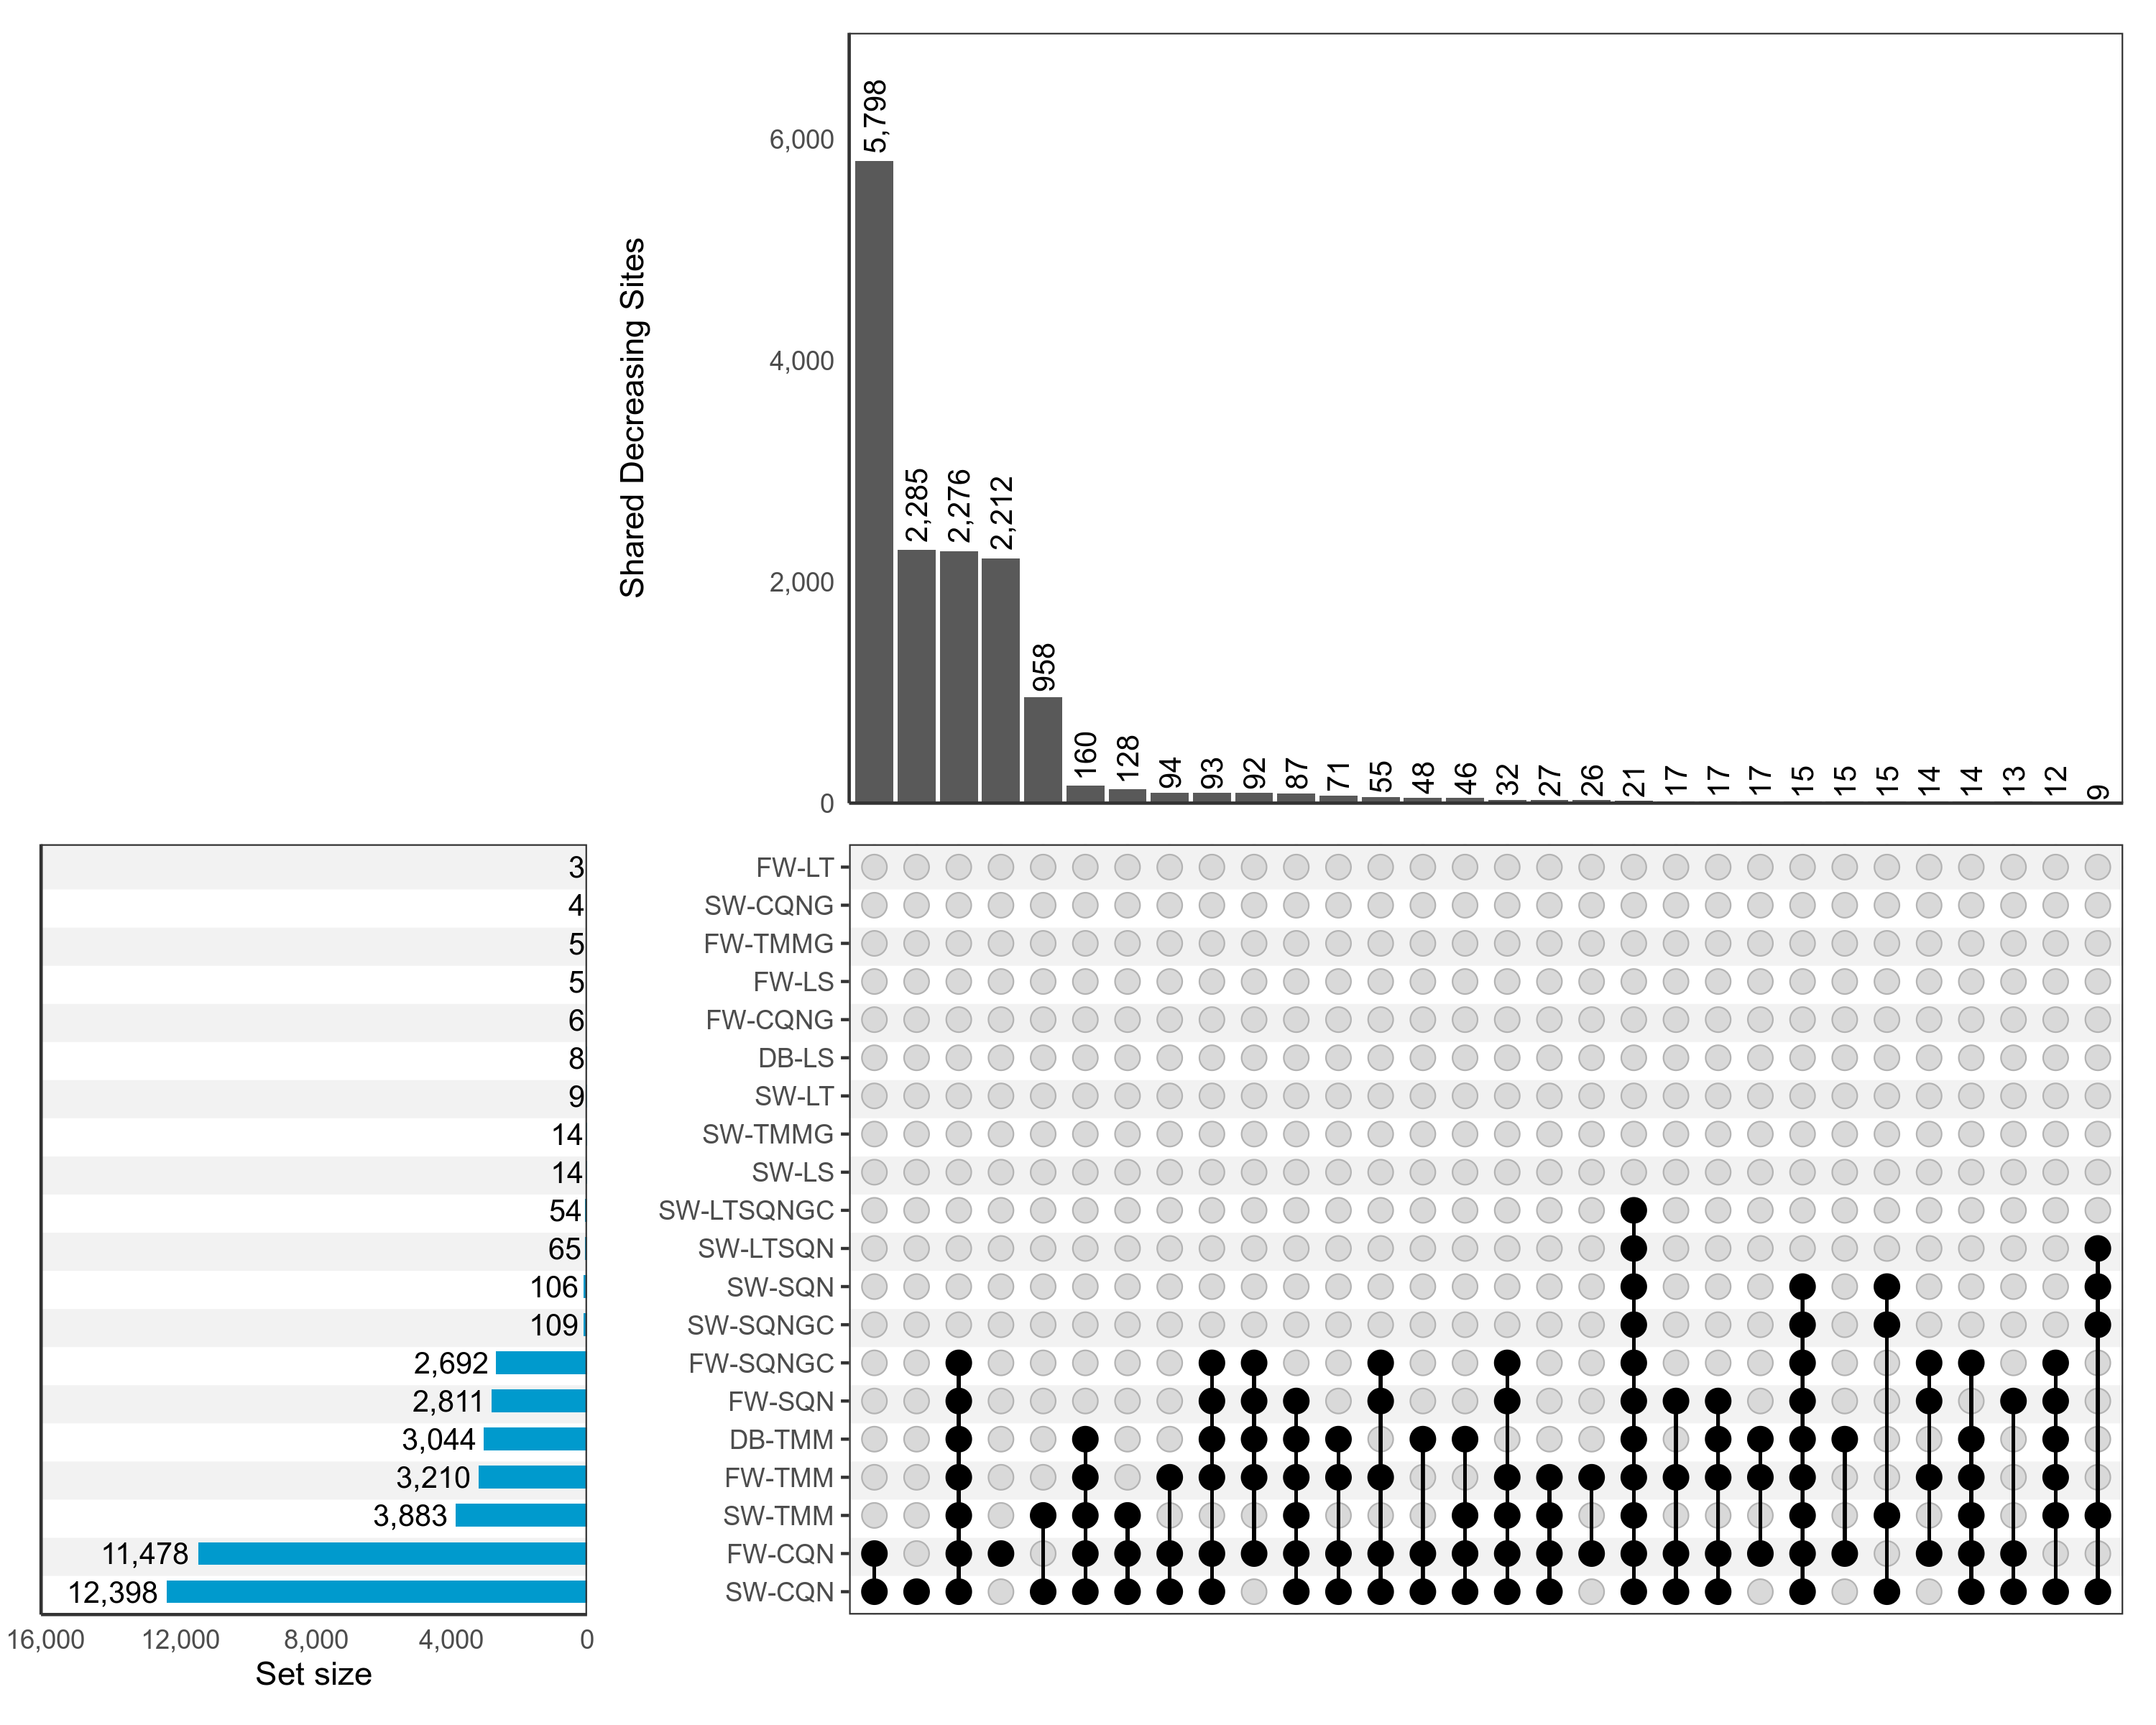 Shared Decreasing Sites
6,000
4,000
2,000
0
5,798
2,285
2,276
2,212
958
160
128
94
93
92
87
71
55
48
46
32
27
26
21
17
17
17
15
15
15
14
14
13
12
9
3
4
5
5
6
8
9
14
14
54
65
106
109
2,692
2,811
3,044
3,210
3,883
11,478
12,398
16,000 12,000 8,000 4,000 0
Set size
FW-LT
SW-CQNG
FW-TMMG
FW-LS
FW-CQNG
DB-LS
SW-LT
SW-TMMG
SW-LS
SW-LTSQNGC
SW-LTSQN
SW-SQN
SW-SQNGC
FW-SQNGC
FW-SQN
DB-TMM
FW-TMM
SW-TMM
FW-CQN
SW-CQN